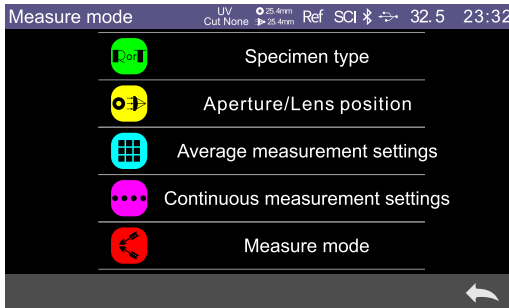 Measure mode
UV
Cut None
25.4mm
25.4mm
Ref SCI 32.5 23:32
RorT Specimen type
Aperture/Lens position
Average measurement settings
Continuous measurement settings
Measure mode